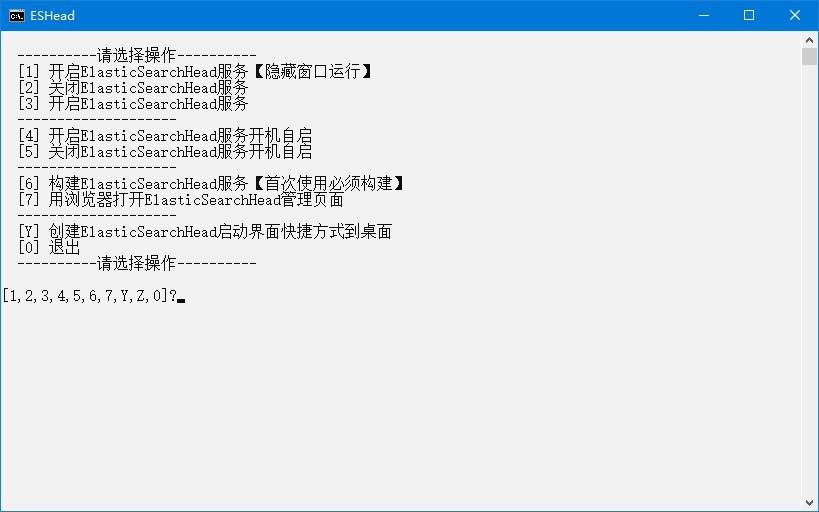 ESHead
----------请选择操作----------
[1] 开启ElasticSearchHead服务【隐藏窗口运行】
[2] 关闭ElasticSearchHead服务
[3] 开启ElasticSearchHead服务
--------------------
[4] 开启ElasticSearchHead服务开机自启
[5] 关闭ElasticSearchHead服务开机自启
--------------------
[6] 构建ElasticSearchHead服务【首次使用必须构建】
[7] 用浏览器打开ElasticSearchHead管理页面
--------------------
[Y] 创建ElasticSearchHead启动界面快捷方式到桌面
[0] 退出
----------请选择操作----------
[1,2,3,4,5,6,7,Y,Z,0]?